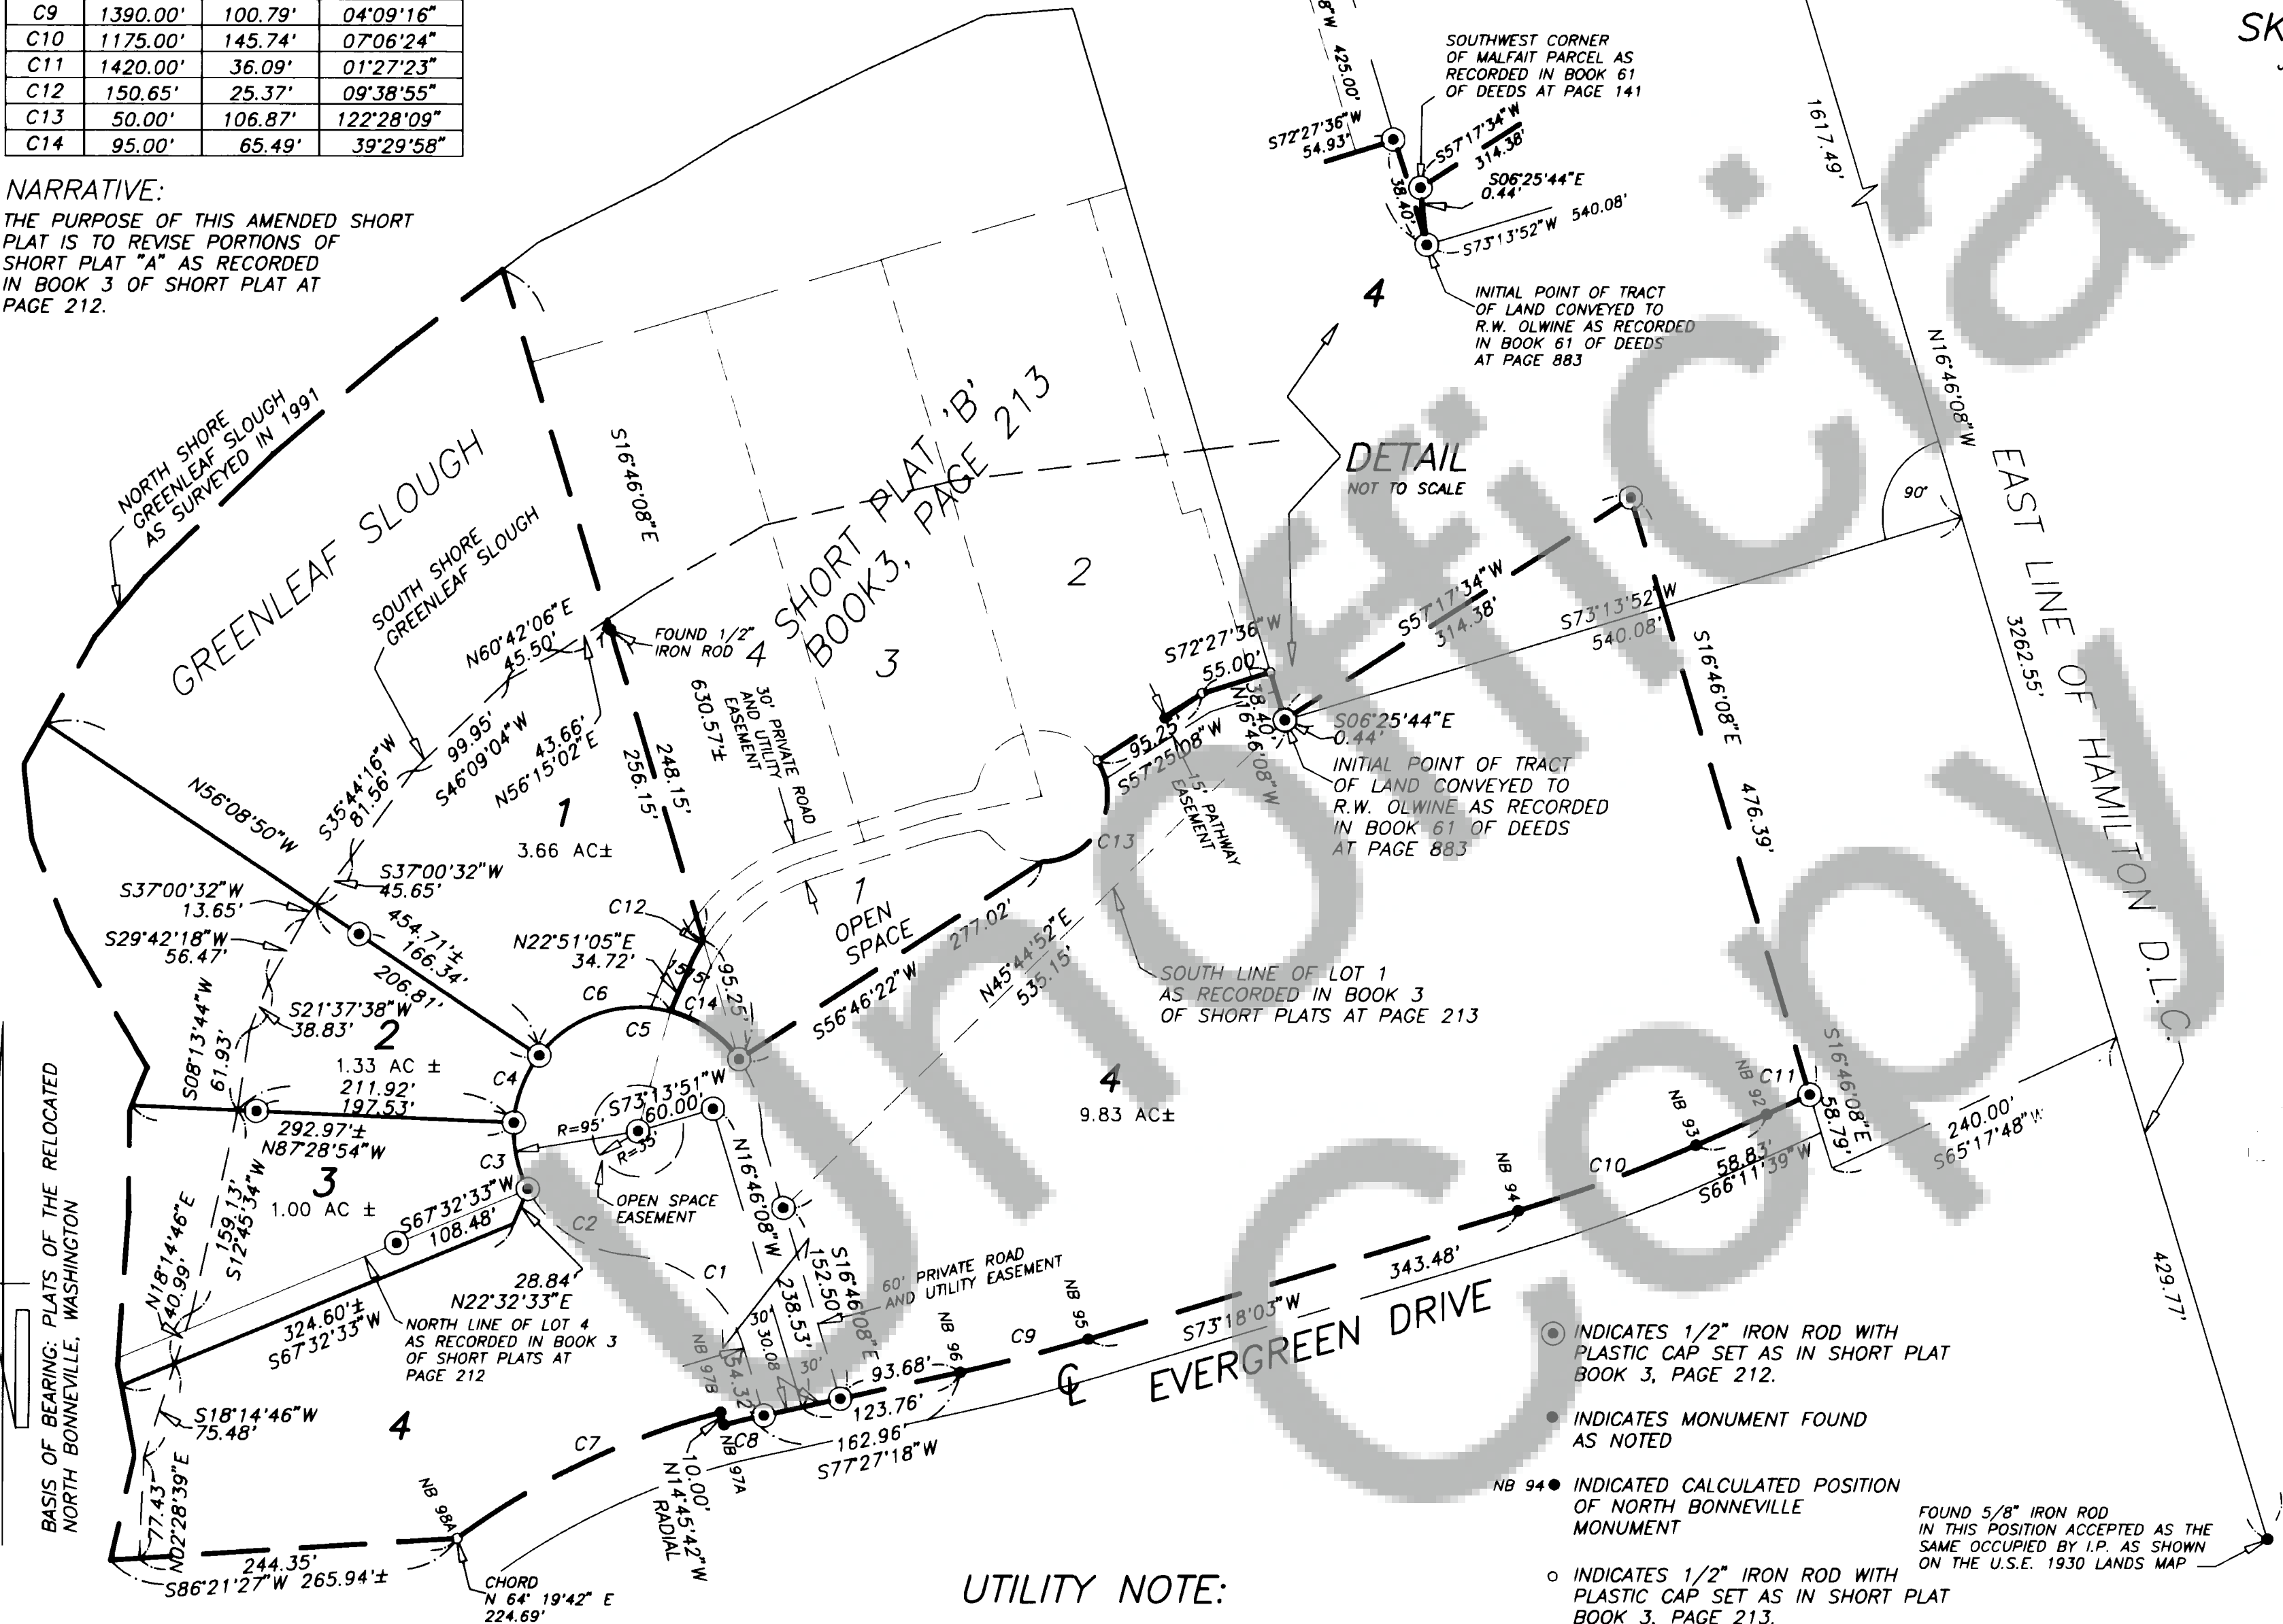 C9 1390.00' 100.79' 04°09'16"
C10 1175.00' 145.74' 07°06'24"
C11 1420.00' 36.09' 01°27'23"
C12 150.65' 25.37' 09°38'55"
C13 50.00' 106.87' 122°28'09"
C14 95.00' 65.49' 39°29'58"
NARRATIVE:
THE PURPOSE OF THIS AMENDED SHORT
PLAT IS TO REVISE PORTIONS OF
SHORT PLAT "A" AS RECORDED
IN BOOK 3 OF SHORT PLAT AT
PAGE 212.
SK
8"W 425.00'
SOUTHWEST CORNER
OF MALFAIT PARCEL AS
RECORDED IN BOOK 61
OF DEEDS AT PAGE 141
S72°27'36"W
54.93'
S57°17'34"W
314.38'
S06°25'44"E
0.44'
38.40'
S73°13'52"W 540.08'
4
INITIAL POINT OF TRACT
OF LAND CONVEYED TO
R.W. OLWINE AS RECORDED
IN BOOK 61 OF DEEDS
AT PAGE 883
DETAIL
NOT TO SCALE
1617.49'
N16°46'08"W
90°
EAST LINE OF HAMILTON D.L.C.
3262.55'
429.77'
NORTH SHORE
GREENLEAF SLOUGH
AS SURVEYED IN 1991
GREENLEAF SLOUGH
SOUTH SHORE
GREENLEAF SLOUGH
S16°46'08"E
SHORT PLAT 'B'
BOOK3, PAGE 213
2
3
4
FOUND 1/2"
IRON ROD
N60°42'06"E
45.50'
99.95'
S46°09'04"W
43.66'
N56°15'02"E
S35°44'16"W
81.56'
248.15'
256.15'
630.57'±
30' PRIVATE ROAD
AND UTILITY
EASEMENT
1
3.66 AC±
N56°08'50"W
S37°00'32"W
45.65'
S37°00'32"W
13.65'
S29°42'18"W
56.47'
454.71'±
166.34'
206.81'
S21°37'38"W
38.83'
S08°13'44"W
61.93'
2
1.33 AC ±
211.92'
197.53'
292.97'±
N87°28'54"W
3
1.00 AC ±
C12
N22°51'05"E
34.72'
15'
15'
C6
C5
C14
C4
C3
95.25'
1
OPEN
SPACE
277.02'
S56°46'22"W
N45°44'52"E
535.15'
C13
S72°27'36"W
55.00'
95.25'
S57°25'08"W
38.40'
N16°46'08"W
15' PATHWAY
EASEMENT
S57°17'34"W
314.38'
S73°13'52"W
540.08'
S06°25'44"E
0.44'
INITIAL POINT OF TRACT
OF LAND CONVEYED TO
R.W. OLWINE AS RECORDED
IN BOOK 61 OF DEEDS
AT PAGE 883
S16°46'08"E
476.39'
SOUTH LINE OF LOT 1
AS RECORDED IN BOOK 3
OF SHORT PLATS AT PAGE 213
4
9.83 AC±
S73°13'51"W
60.00'
R=95'
R=35'
OPEN SPACE
EASEMENT
N16°46'08"W
238.53'
S16°46'08"E
152.50'
60' PRIVATE ROAD
AND UTILITY EASEMENT
C2
C1
30'
30.08'
30'
54.32'
NB 97B
S67°32'33"W
108.48'
28.84'
N22°32'33"E
NORTH LINE OF LOT 4
AS RECORDED IN BOOK 3
OF SHORT PLATS AT
PAGE 212
324.60'±
S67°32'33"W
N18°14'46"E
40.99'
159.13'
S12°45'34"W
S18°14'46"W
75.48'
4
77.43'
N02°28'39"E
244.35'
S86°21'27"W 265.94'±
NB 98A
C7
CHORD
N 64° 19'42" E
224.69'
10.00'
N14°45'42"W
RADIAL
NB 97A
C8
93.68'
123.76'
162.96'
S77°27'18"W
NB 96
C9
NB 95
S73°18'03"W
343.48'
EVERGREEN DRIVE
NB 94
C10
NB 93
NB 92
C11
58.83'
S66°11'39"W
S16°46'08"E
58.79'
240.00'
S65°17'48"W
BASIS OF BEARING: PLATS OF THE RELOCATED
NORTH BONNEVILLE, WASHINGTON
INDICATES 1/2" IRON ROD WITH
PLASTIC CAP SET AS IN SHORT PLAT
BOOK 3, PAGE 212.
INDICATES MONUMENT FOUND
AS NOTED
NB 94 INDICATED CALCULATED POSITION
OF NORTH BONNEVILLE
MONUMENT
INDICATES 1/2" IRON ROD WITH
PLASTIC CAP SET AS IN SHORT PLAT
BOOK 3, PAGE 213.
FOUND 5/8" IRON ROD
IN THIS POSITION ACCEPTED AS THE
SAME OCCUPIED BY I.P. AS SHOWN
ON THE U.S.E. 1930 LANDS MAP
UTILITY NOTE:
Unofficial
Copy